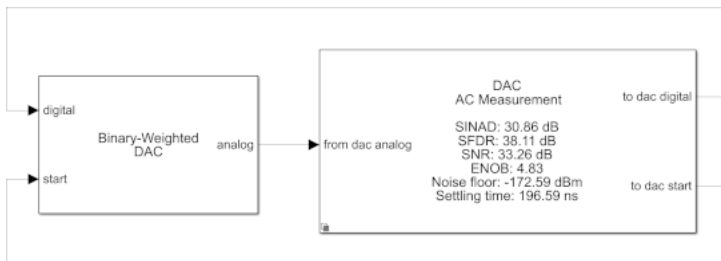 digital
start
Binary-Weighted
DAC
analog
from dac analog
DAC
AC Measurement
SINAD: 30.86 dB
SFDR: 38.11 dB
SNR: 33.26 dB
ENOB: 4.83
Noise floor: -172.59 dBm
Settling time: 196.59 ns
to dac digital
to dac start